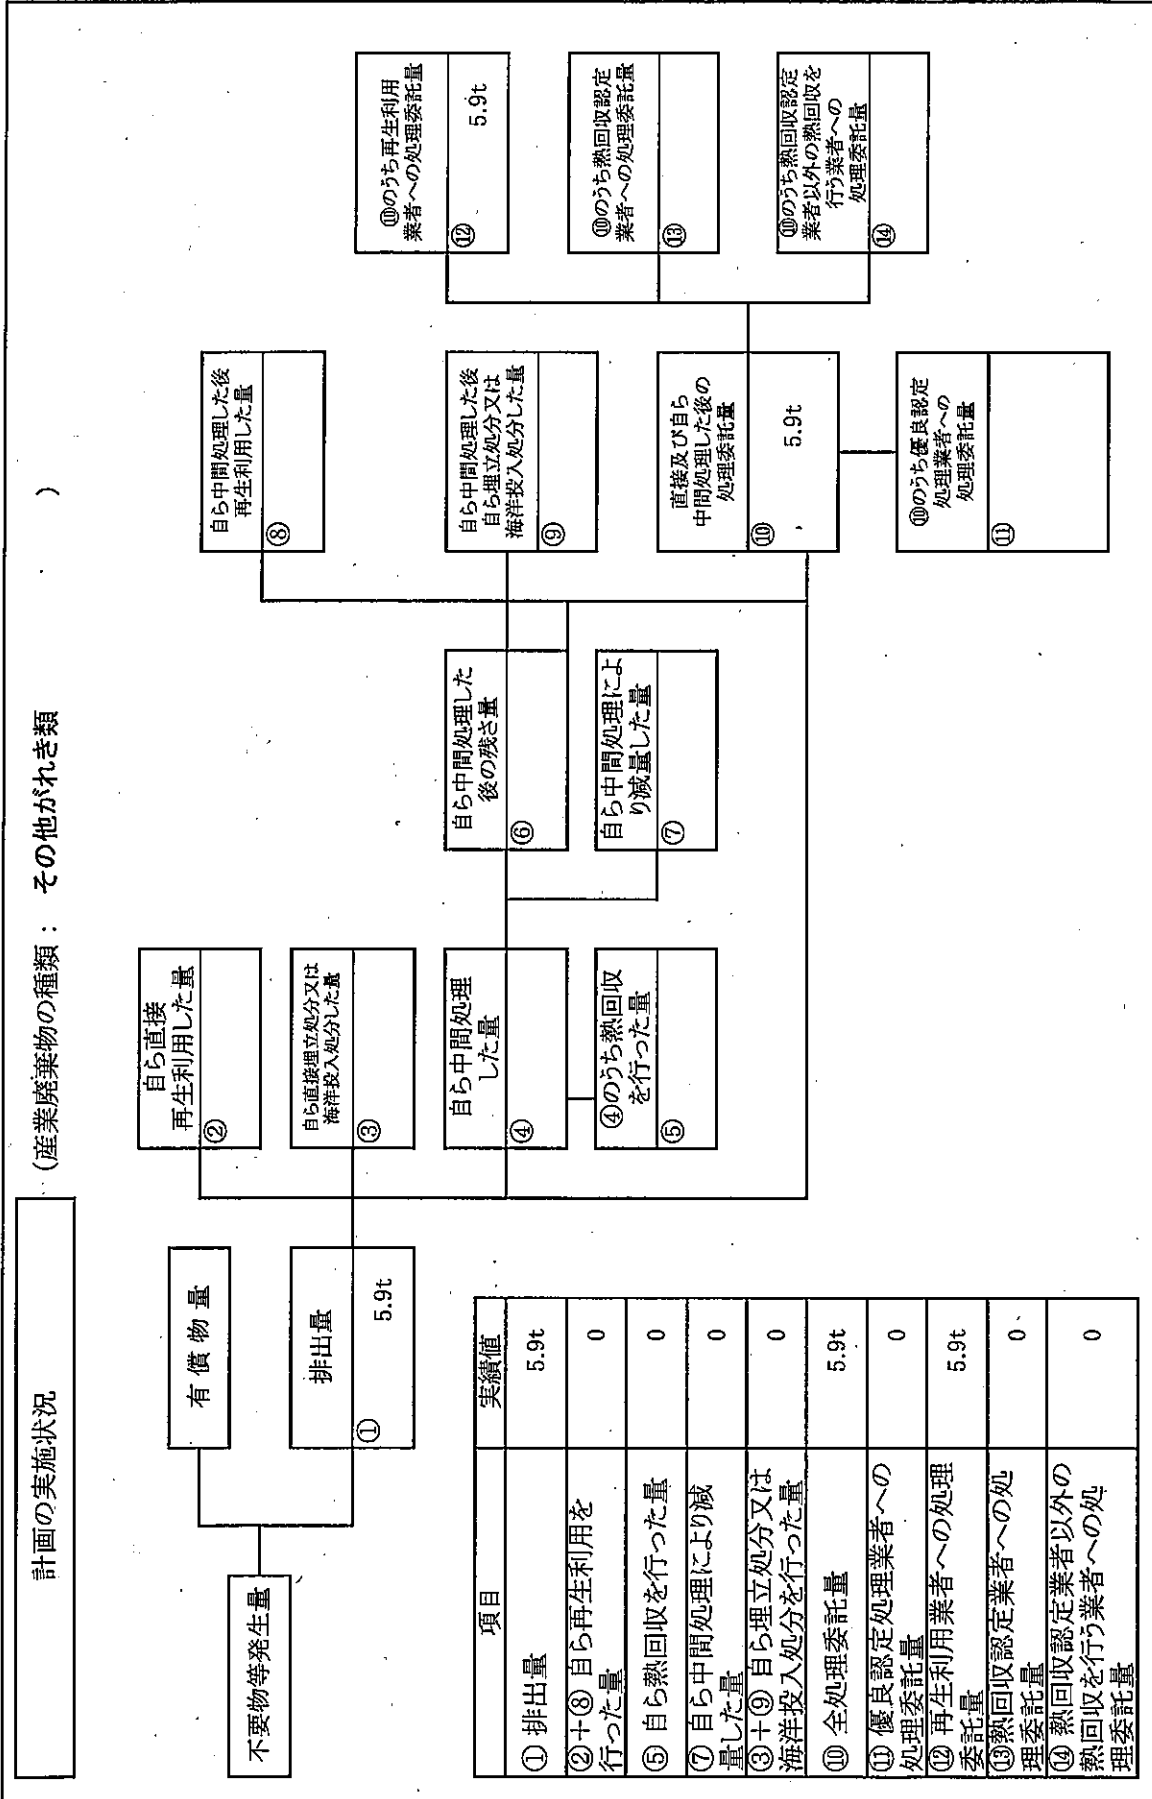 計画の実施状況
(産業廃棄物の種類： その他がれき類 )
不要物等発生量
有償物量
排出量
① 5.9t
自ら直接
再生利用した量
②
自ら直接埋立処分又は
海洋投入処分した量
③
自ら中間処理
した量
④
④のうち熱回収
を行った量
⑤
自ら中間処理した
後の残さ量
⑥
自ら中間処理によ
り減量した量
⑦
自ら中間処理した後
再生利用した量
⑧
自ら中間処理した後
自ら埋立処分又は
海洋投入処分した量
⑨
直接及び自ら
中間処理した後の
処理委託量
⑩ 5.9t
⑩のうち優良認定
処理業者への
処理委託量
⑪
⑩のうち再生利用
業者への処理委託量
⑫ 5.9t
⑩のうち熱回収認定
業者への処理委託量
⑬
⑩のうち熱回収認定
業者以外の熱回収を
行う業者への
処理委託量
⑭
項目 実績値
① 排出量 5.9t
②＋⑧ 自ら再生利用を
行った量 0
⑤ 自ら熱回収を行った量 0
⑦ 自ら中間処理により減
量した量 0
③＋⑨ 自ら埋立処分又は
海洋投入処分を行った量 0
⑩ 全処理委託量 5.9t
⑪ 優良認定処理業者への
処理委託量 0
⑫ 再生利用業者への処理
委託量 5.9t
⑬熱回収認定業者への処
理委託量 0
⑭ 熱回収認定業者以外の
熱回収を行う業者への処
理委託量 0